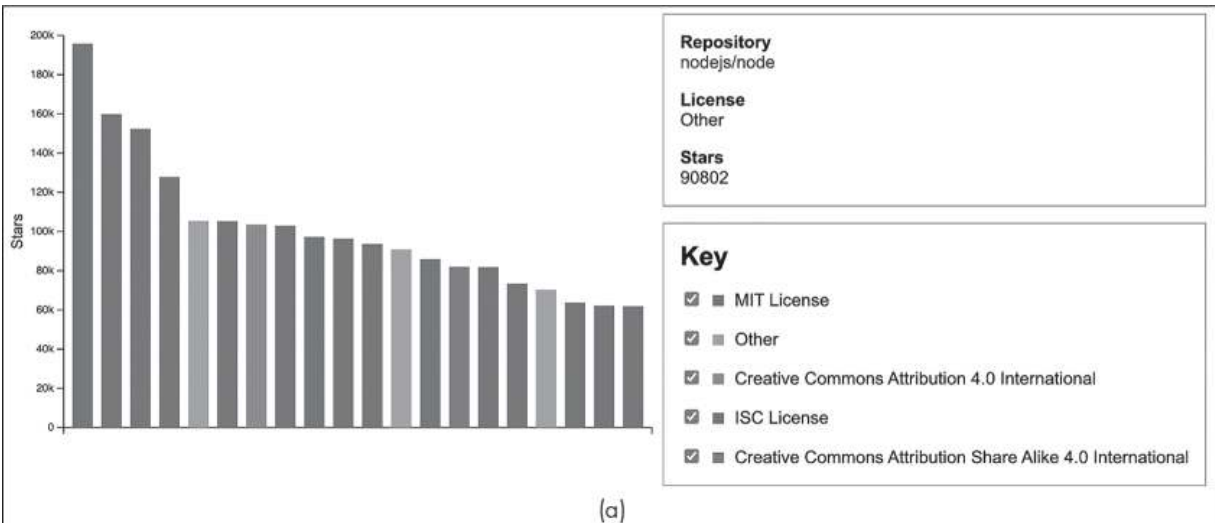 200k
180k
160k
140k
120k
100k
80k
60k
40k
20k
0
Stars
Repository
nodejs/node
License
Other
Stars
90802
Key
MIT License
Other
Creative Commons Attribution 4.0 International
ISC License
Creative Commons Attribution Share Alike 4.0 International
(a)